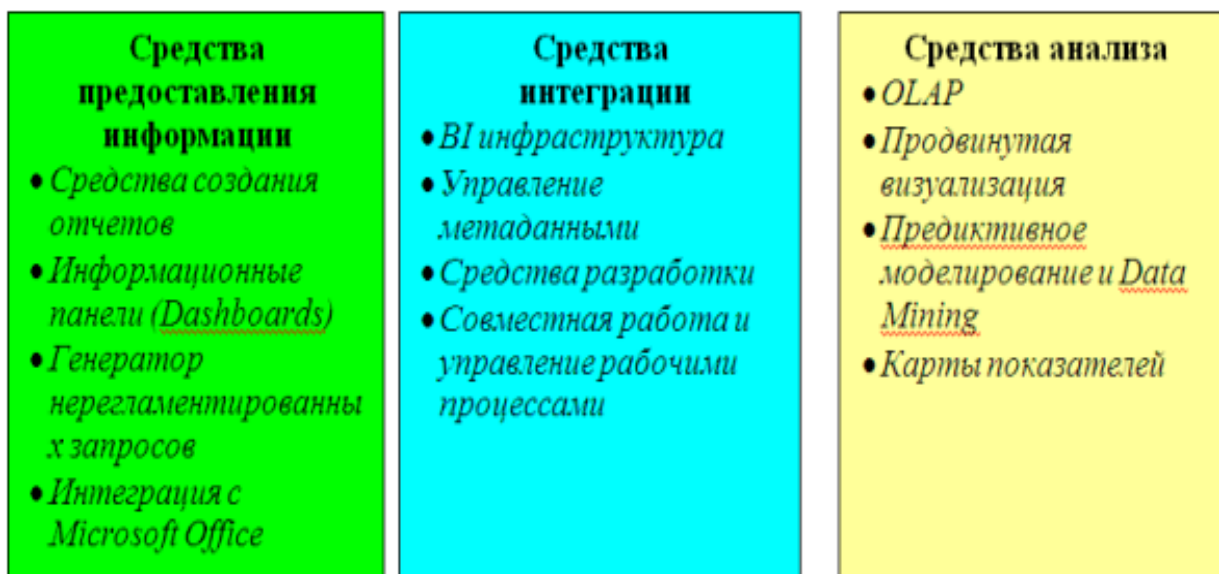 Средства
предоставления
информации
• Средства создания
отчетов
• Информационные
панели (Dashboards)
• Генератор
нерегламентированны
х запросов
• Интеграция с
Microsoft Office
Средства
интеграции
• BI инфраструктура
• Управление
метаданными
• Средства разработки
• Совместная работа и
управление рабочими
процессами
Средства анализа
• OLAP
• Продвинутая
визуализация
• Предиктивное
моделирование и Data
Mining
• Карты показателей